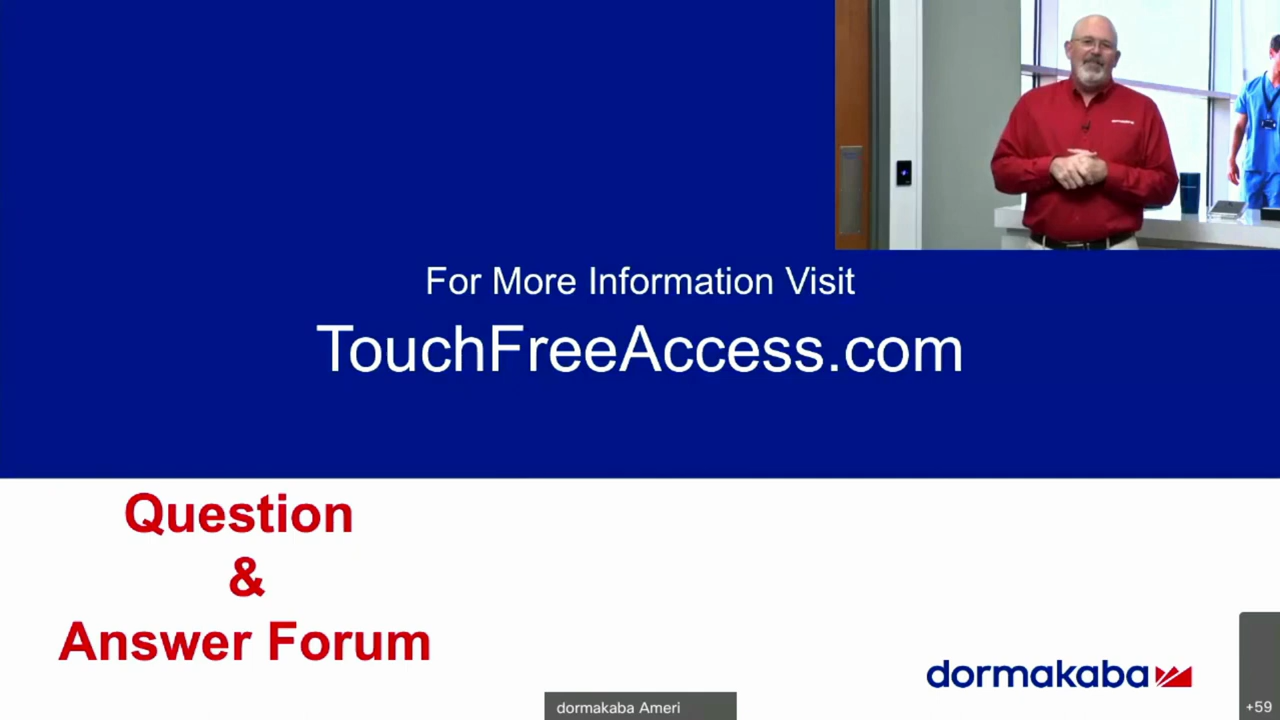 For More Information Visit
TouchFreeAccess.com
Question
&
Answer Forum
dormakaba
dormakaba Ameri
+59